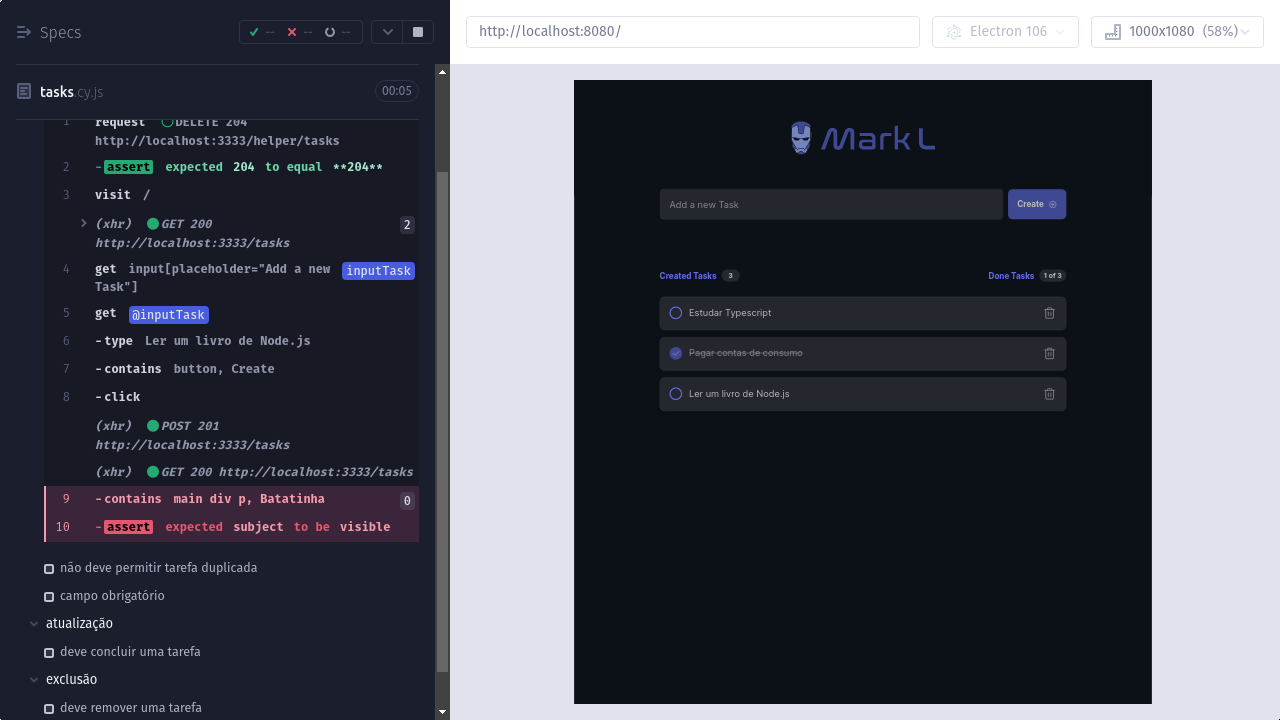 Specs
--
--
--
tasks.cy.js
00:05
1 request DELETE 204
http://localhost:3333/helper/tasks
2 -assert expected 204 to equal **204**
3 visit /
(xhr) GET 200 2
http://localhost:3333/tasks
4 get input[placeholder="Add a new inputTask
Task"]
5 get @inputTask
6 -type Ler um livro de Node.js
7 -contains button, Create
8 -click
(xhr) POST 201
http://localhost:3333/tasks
(xhr) GET 200 http://localhost:3333/tasks
9 -contains main div p, Batatinha 0
10 -assert expected subject to be visible
não deve permitir tarefa duplicada
campo obrigatório
atualização
deve concluir uma tarefa
exclusão
deve remover uma tarefa
http://localhost:8080/
Electron 106
1000x1080 (58%)
Mark L
Add a new Task
Create
Created Tasks 3
Done Tasks 1 of 3
Estudar Typescript
Pagar contas de consumo
Ler um livro de Node.js